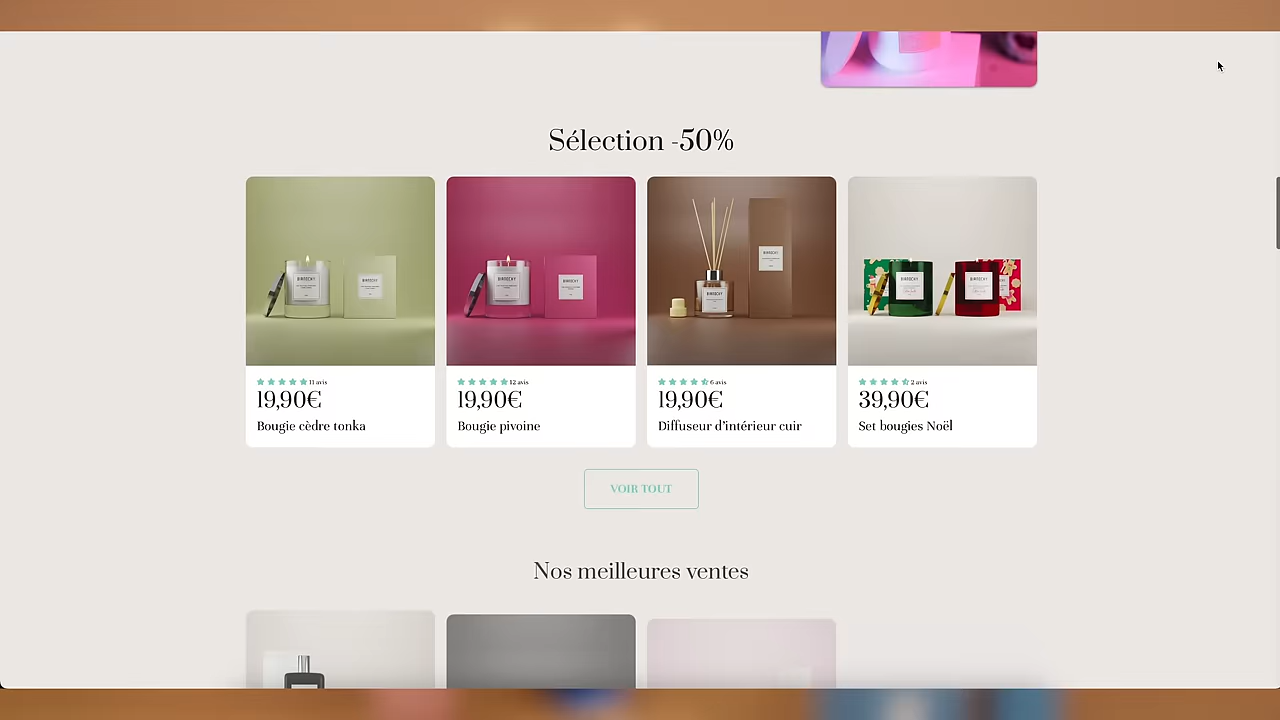 Sélection -50%
11 avis
19,90€
Bougie cèdre tonka
12 avis
19,90€
Bougie pivoine
6 avis
19,90€
Diffuseur d'intérieur cuir
2 avis
39,90€
Set bougies Noël
VOIR TOUT
Nos meilleures ventes